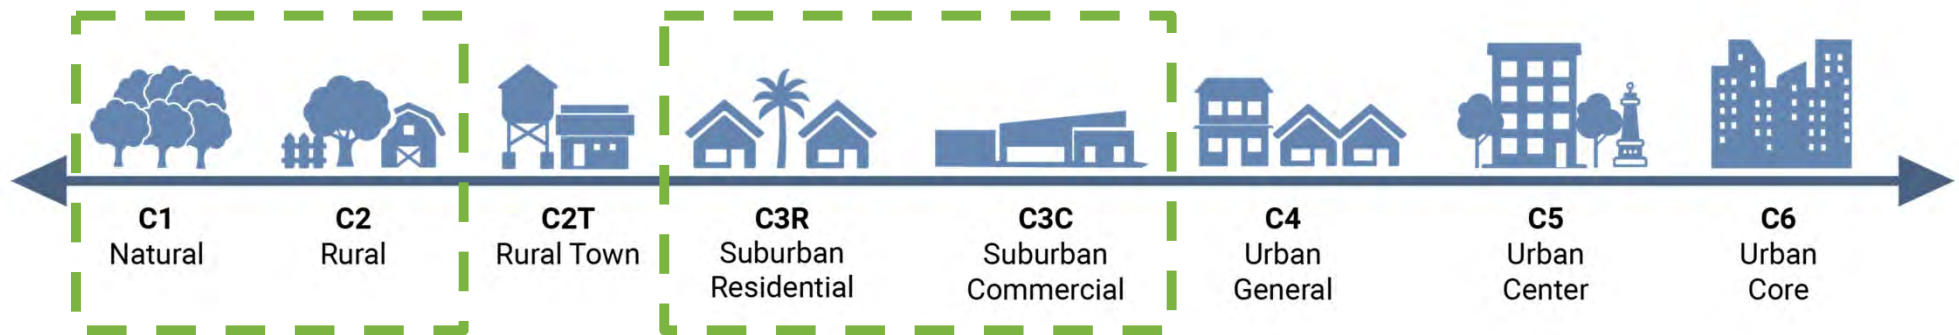 C1
Natural
C2
Rural
C2T
Rural Town
C3R
Suburban
Residential
C3C
Suburban
Commercial
C4
Urban
General
C5
Urban
Center
C6
Urban
Core